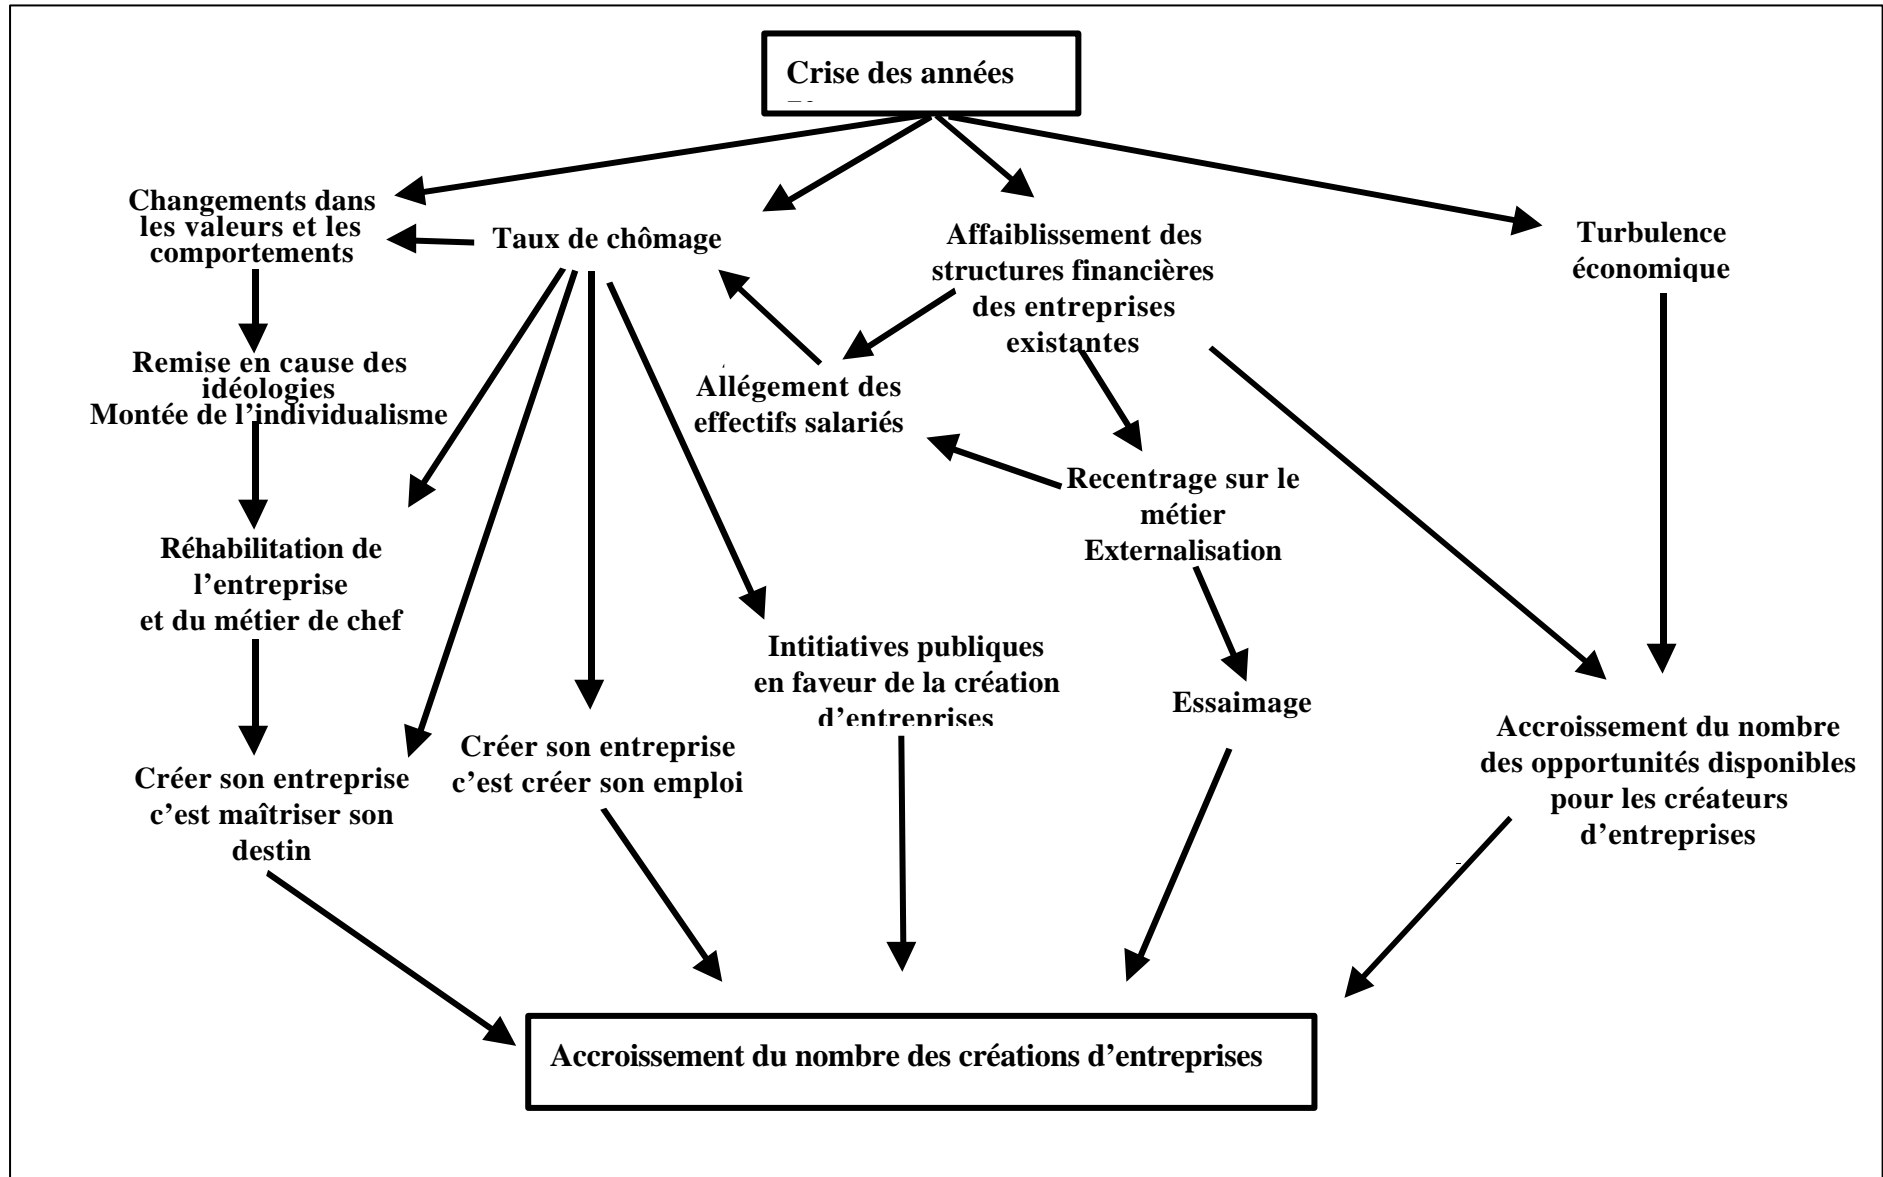 Crise des années
Changements dans
les valeurs et les
comportements
Taux de chômage
Affaiblissement des
structures financières
des entreprises
existantes
Turbulence
économique
Remise en cause des
idéologies
Montée de l’individualisme
Allégement des
effectifs salariés
Recentrage sur le
métier
Externalisation
Réhabilitation de
l’entreprise
et du métier de chef
Intitiatives publiques
en faveur de la création
d’entreprises
Essaimage
Accroissement du nombre
des opportunités disponibles
pour les créateurs
d’entreprises
Créer son entreprise
c’est créer son emploi
Créer son entreprise
c’est maîtriser son
destin
Accroissement du nombre des créations d’entreprises